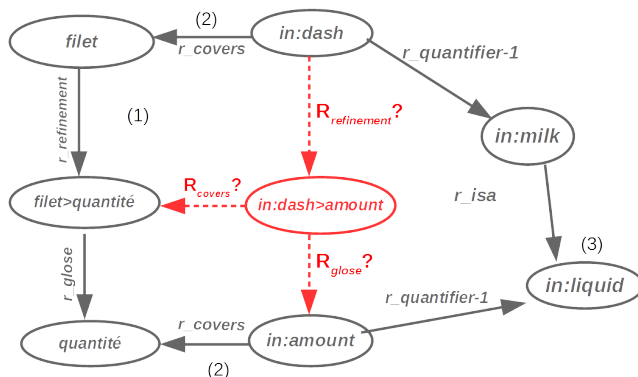 (2)
filet
r_covers
in:dash
r_quantifier-1
r_refinement
(1)
R_refinement?
in:milk
R_covers?
filet>quantité
in:dash>amount
r_isa
r_glose
R_glose?
(3)
in:liquid
r_quantifier-1
r_covers
quantité
in:amount
(2)